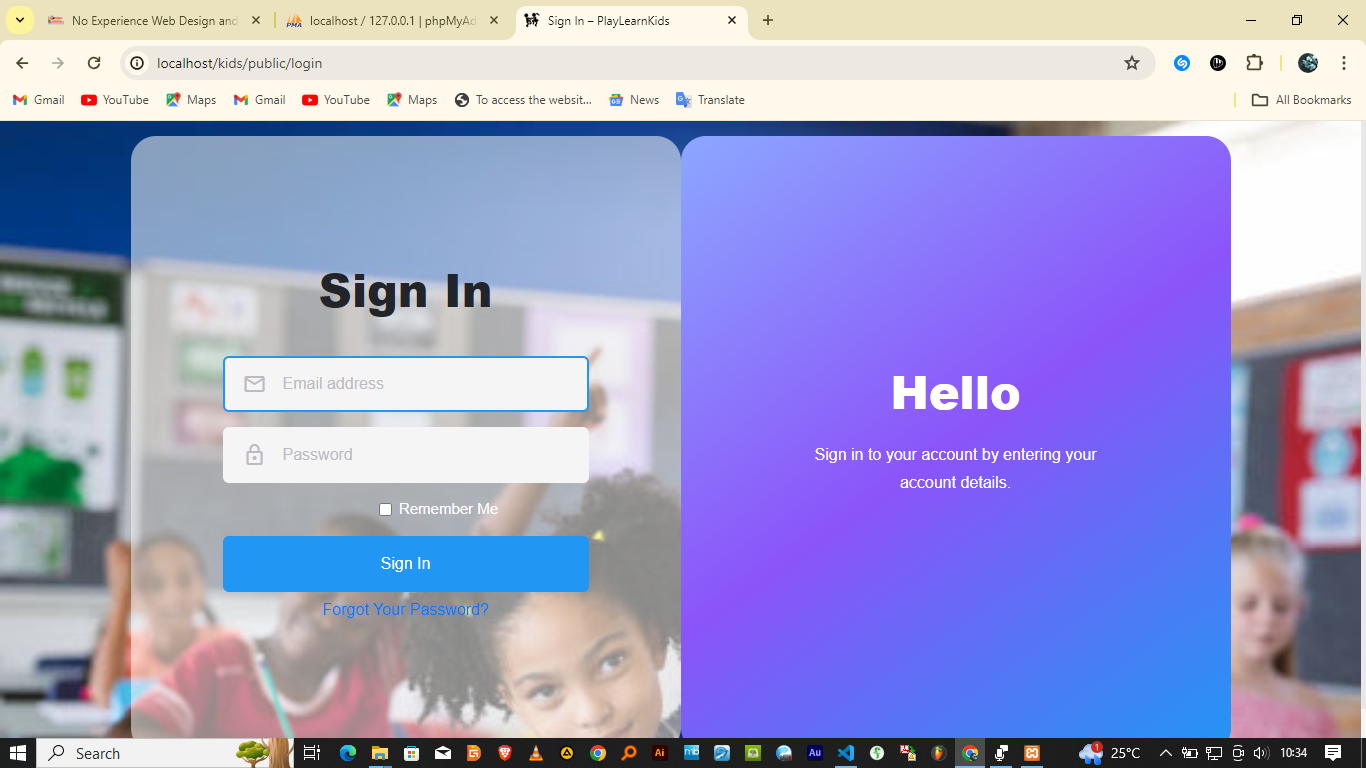 No Experience Web Design and
localhost / 127.0.0.1 | phpMyAd
Sign In – PlayLearnKids
localhost/kids/public/login
Gmail
YouTube
Maps
Gmail
YouTube
Maps
To access the websit...
News
Translate
All Bookmarks
Sign In
Email address
Password
Remember Me
Sign In
Forgot Your Password?
Hello
Sign in to your account by entering your
account details.
Search
25°C
10:34